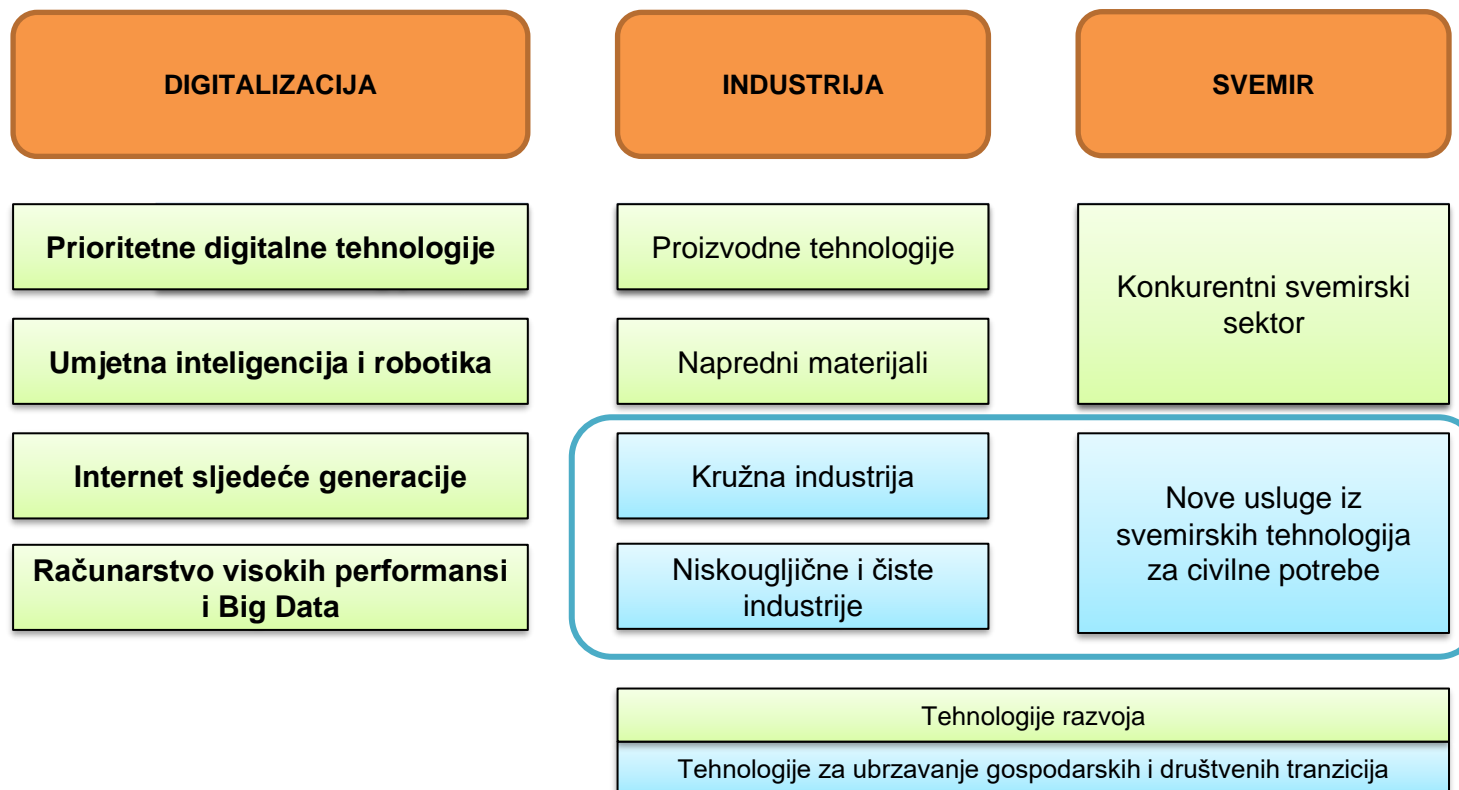 DIGITALIZACIJA
INDUSTRIJA
SVEMIR
Prioritetne digitalne tehnologije
Umjetna inteligencija i robotika
Internet sljedeće generacije
Računarstvo visokih performansi
i Big Data
Proizvodne tehnologije
Napredni materijali
Kružna industrija
Niskougljične i čiste
industrije
Konkurentni svemirski
sektor
Nove usluge iz
svemirskih tehnologija
za civilne potrebe
Tehnologije razvoja
Tehnologije za ubrzavanje gospodarskih i društvenih tranzicija